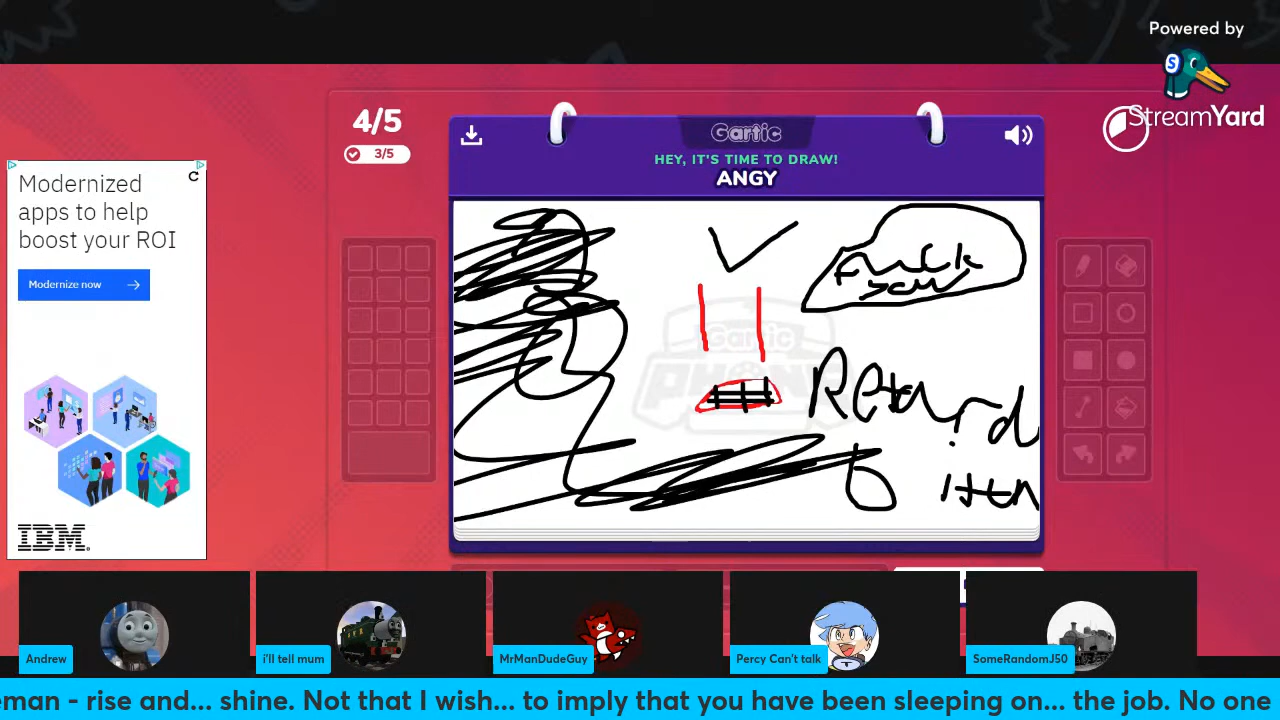 Powered by
StreamYard
4/5
3/5
Gartic
HEY, IT'S TIME TO DRAW!
ANGY
Modernized
apps to help
boost your ROI
Modernize now
IBM
Fuck
you
Gartic
PHONE
Retard
Andrew
i'll tell mum
MrManDudeGuy
Percy Can't talk
SomeRandomJ50
eman - rise and... shine. Not that I wish... to imply that you have been sleeping on... the job. No one